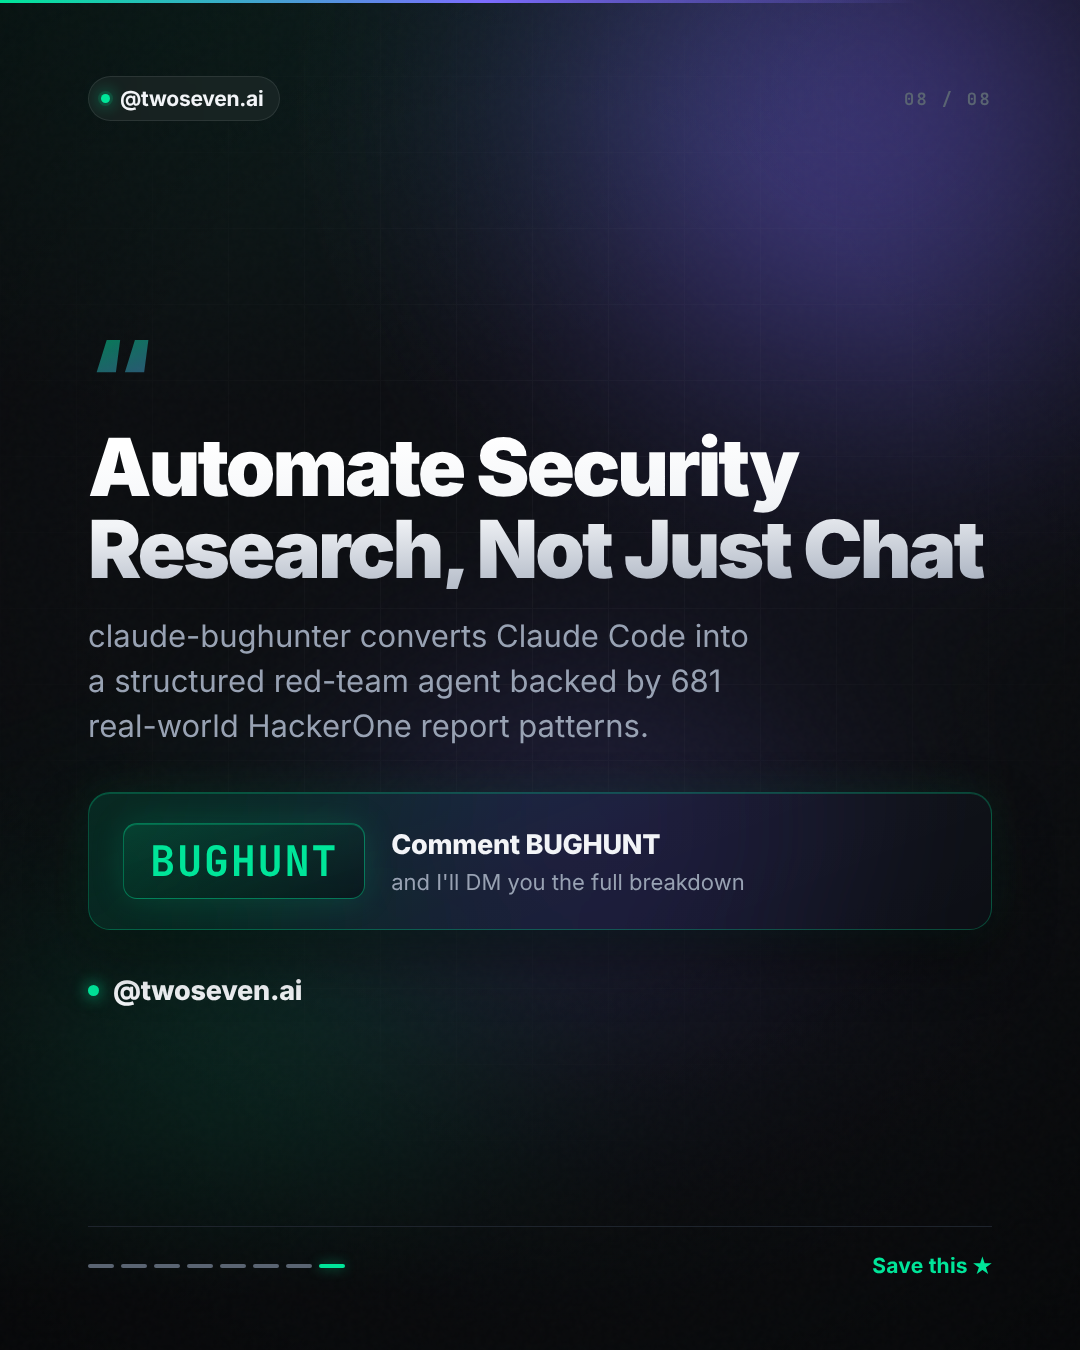 @twoseven.ai
08 / 08
"
Automate Security
Research, Not Just Chat
claude-bughunter converts Claude Code into
a structured red-team agent backed by 681
real-world HackerOne report patterns.
BUGHUNT
Comment BUGHUNT
and I'll DM you the full breakdown
@twoseven.ai
Save this ★